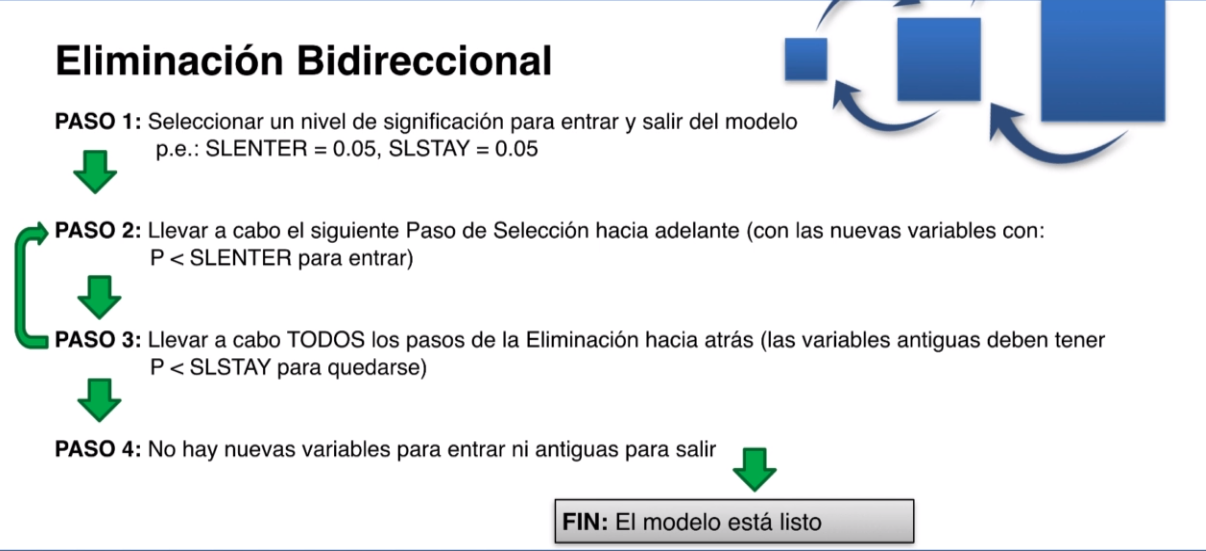 Eliminación Bidireccional
PASO 1: Seleccionar un nivel de significación para entrar y salir del modelo
p.e.: SLENTER = 0.05, SLSTAY = 0.05
PASO 2: Llevar a cabo el siguiente Paso de Selección hacia adelante (con las nuevas variables con:
P < SLENTER para entrar)
PASO 3: Llevar a cabo TODOS los pasos de la Eliminación hacia atrás (las variables antiguas deben tener
P < SLSTAY para quedarse)
PASO 4: No hay nuevas variables para entrar ni antiguas para salir
FIN: El modelo está listo